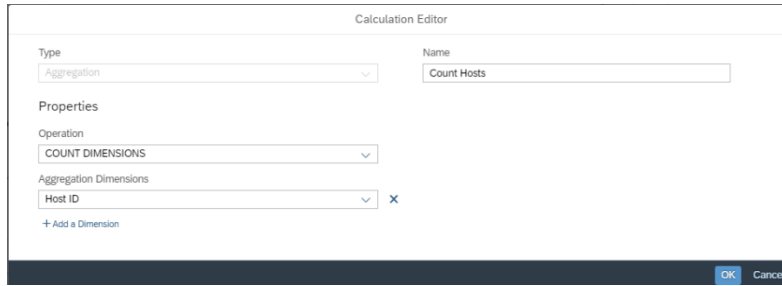 Calculation Editor
Type
Name
Aggregation
Count Hosts
Properties
Operation
COUNT DIMENSIONS
Aggregation Dimensions
Host ID
+ Add a Dimension
OK Cance